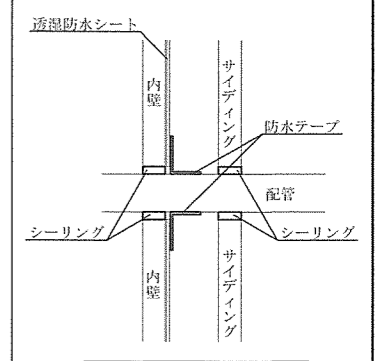 透湿防水シート
内壁
サイディング
防水テープ
配管
シーリング
シーリング
内壁
サイディング